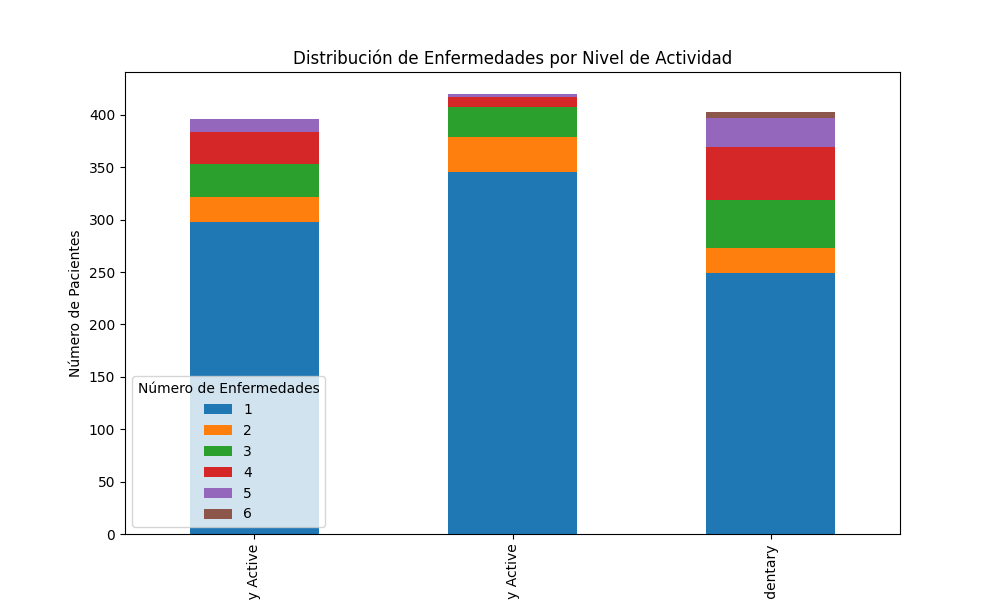 Distribución de Enfermedades por Nivel de Actividad
Número de Pacientes
400
350
300
250
200
150
100
50
0
Número de Enfermedades
1
2
3
4
5
6
y Active
y Active
dentary